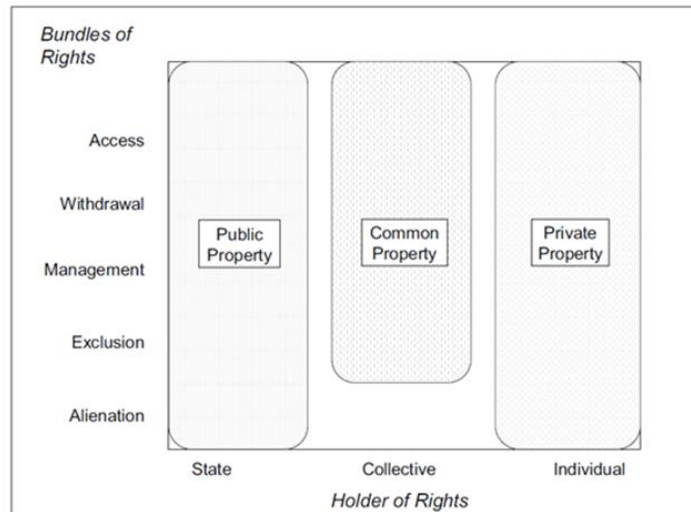 Bundles of
Rights
Access
Withdrawal
Public
Property
Common
Property
Private
Property
Management
Exclusion
Alienation
State
Collective
Individual
Holder of Rights